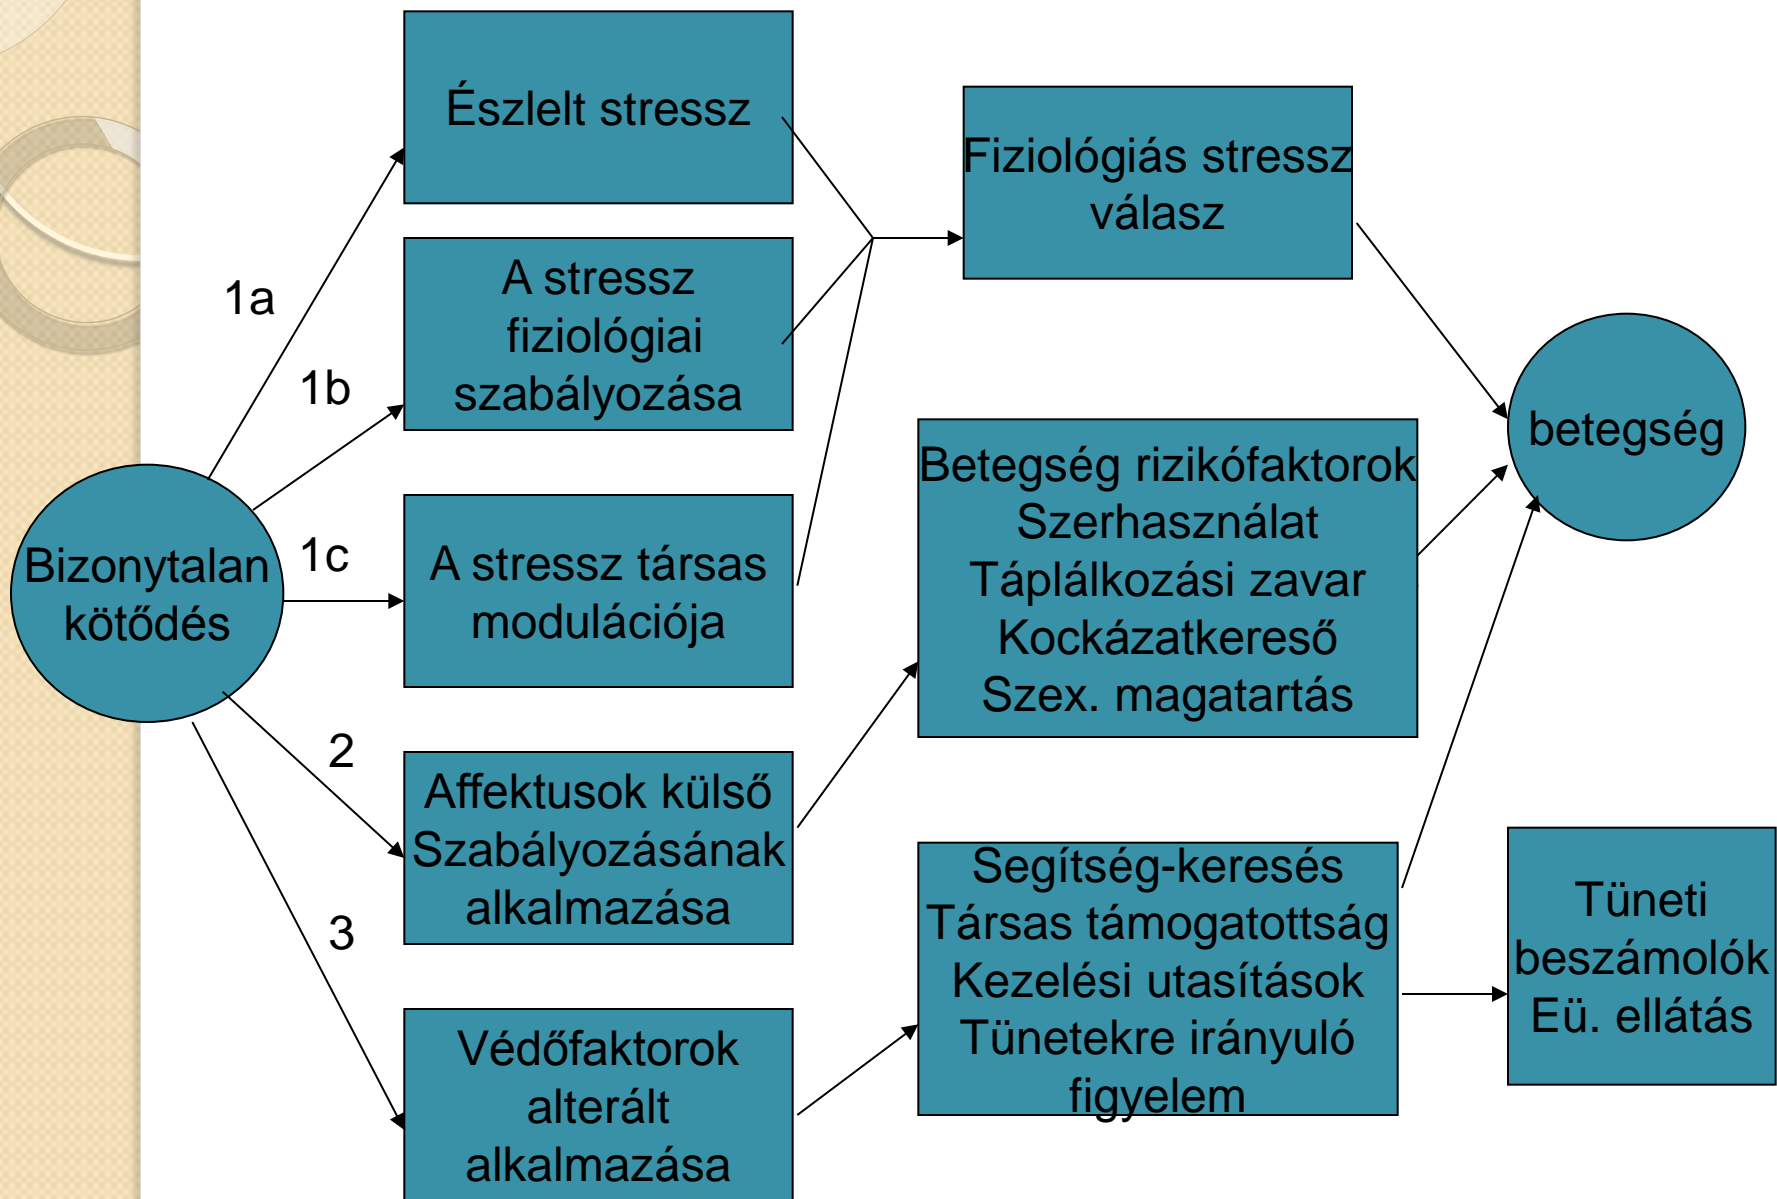 Észlelt stressz
Fiziológiás stressz
válasz
1a
A stressz
fiziológiai
szabályozása
1b
betegség
Betegség rizikófaktorok
Szerhasználat
Táplálkozási zavar
Kockázatkereső
Szex. magatartás
Bizonytalan
kötődés
1c
A stressz társas
modulációja
2
Affektusok külső
Szabályozásának
alkalmazása
3
Segítség-keresés
Társas támogatottság
Kezelési utasítások
Tünetekre irányuló
figyelem
Tüneti
beszámolók
Eü. ellátás
Védőfaktorok
alterált
alkalmazása